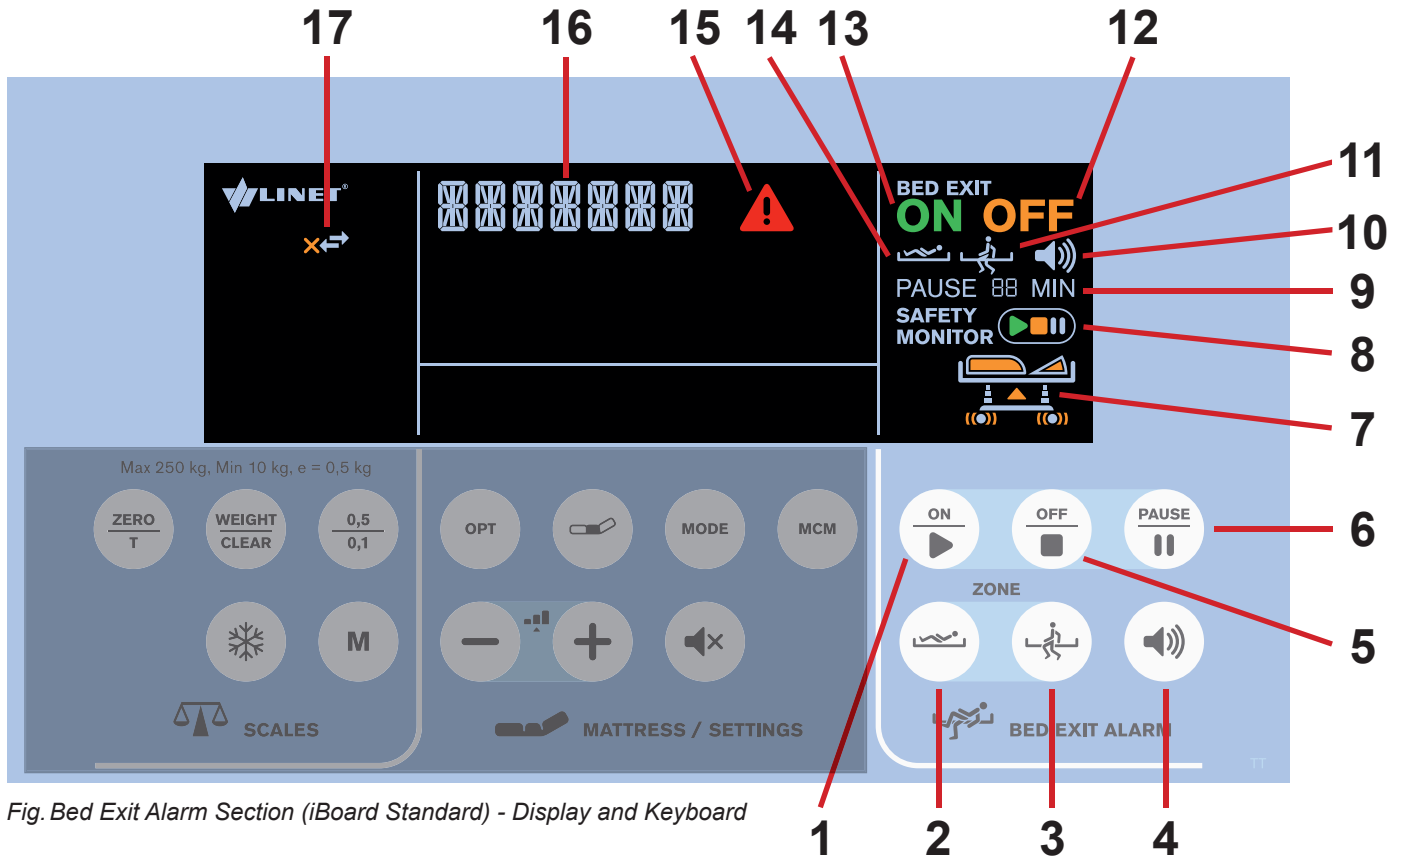 17 16 15 14 13 12
11
LINET®
BED EXIT
ON OFF
10
PAUSE 88 MIN
9
SAFETY
MONITOR
8
7
Max 250 kg, Min 10 kg, e = 0,5 kg
ZERO
T
WEIGHT
CLEAR
0,5
0,1
OPT
MODE
MCM
ON
OFF
PAUSE
6
ZONE
M
5
SCALES
MATTRESS / SETTINGS
BED EXIT ALARM
TT
Fig. Bed Exit Alarm Section (iBoard Standard) - Display and Keyboard
1 2 3 4